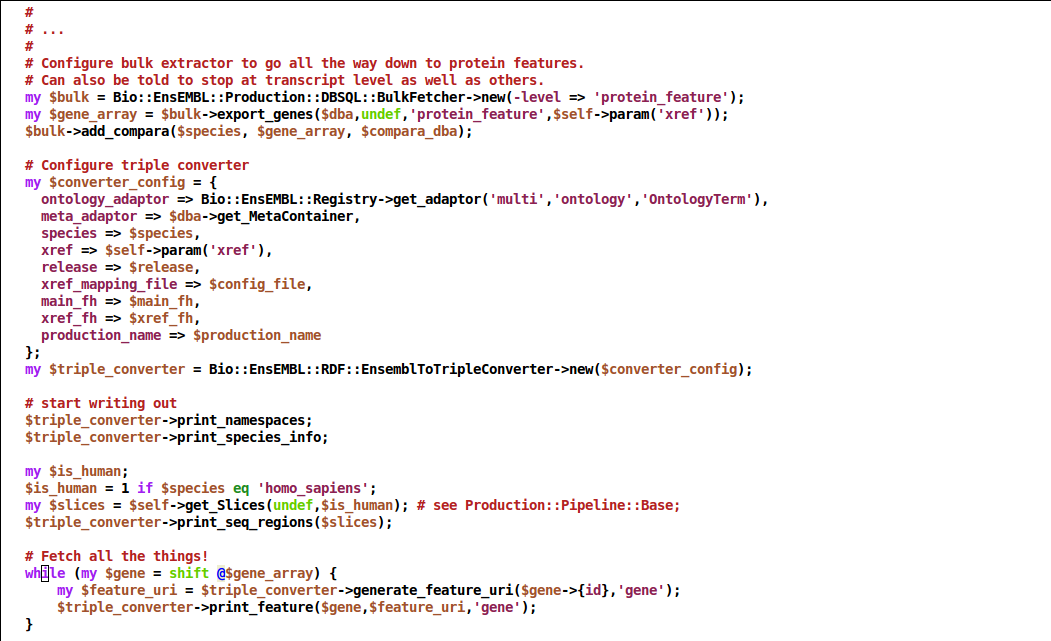 #
# ...
#
# Configure bulk extractor to go all the way down to protein features.
# Can also be told to stop at transcript level as well as others.
my $bulk = Bio::EnsEMBL::Production::DBSQL::BulkFetcher->new(-level => 'protein_feature');
my $gene_array = $bulk->export_genes($dba,undef,'protein_feature',$self->param('xref'));
$bulk->add_compara($species, $gene_array, $compara_dba);

# Configure triple converter
my $converter_config = {
  ontology_adaptor => Bio::EnsEMBL::Registry->get_adaptor('multi','ontology','OntologyTerm'),
  meta_adaptor => $dba->get_MetaContainer,
  species => $species,
  xref => $self->param('xref'),
  release => $release,
  xref_mapping_file => $config_file,
  main_fh => $main_fh,
  xref_fh => $xref_fh,
  production_name => $production_name
};
my $triple_converter = Bio::EnsEMBL::RDF::EnsemblToTripleConverter->new($converter_config);

# start writing out
$triple_converter->print_namespaces;
$triple_converter->print_species_info;

my $is_human;
$is_human = 1 if $species eq 'homo_sapiens';
my $slices = $self->get_Slices(undef,$is_human); # see Production::Pipeline::Base;
$triple_converter->print_seq_regions($slices);

# Fetch all the things!
while (my $gene = shift @$gene_array) {
    my $feature_uri = $triple_converter->generate_feature_uri($gene->{id},'gene');
    $triple_converter->print_feature($gene,$feature_uri,'gene');
}